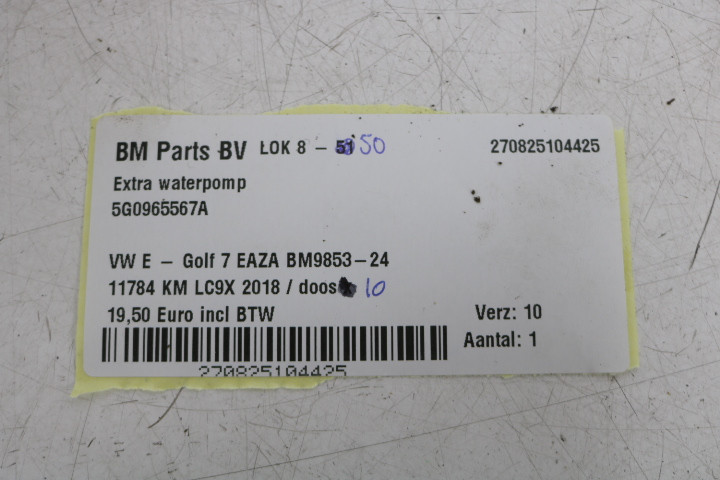 BM Parts BV LOK 8 - 50 270825104425
Extra waterpomp
5G0965567A
VW E - Golf 7 EAZA BM9853-24
11784 KM LC9X 2018 / doos 10
19,50 Euro incl BTW Verz: 10
Aantal: 1
270825104425